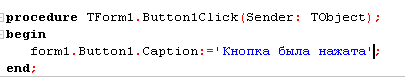 procedure TForm1.Button1Click(Sender: TObject);
begin
form1.Button1.Caption:='Кнопка была нажата';
end;